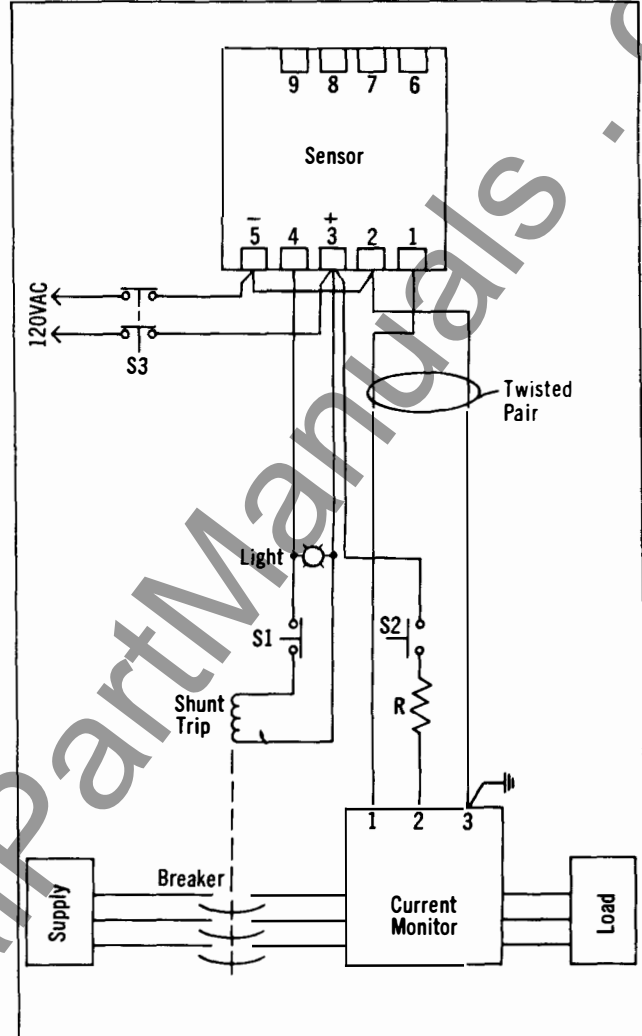 9 8 7 6
Sensor
− +
5 4 3 2 1
120VAC
S3
Twisted
Pair
Light
S1
S2
Shunt
Trip
R
1 2 3
Breaker
Supply
Current
Monitor
Load
PartManuals.